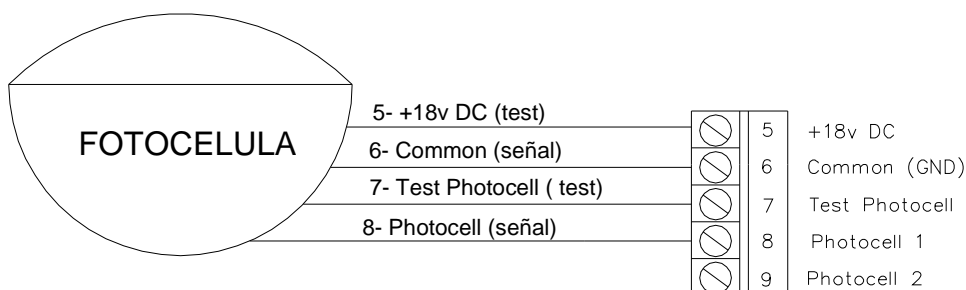 FOTOCELULA
5- +18v DC (test)
6- Common (señal)
7- Test Photocell ( test)
8- Photocell (señal)
5 +18v DC
6 Common (GND)
7 Test Photocell
8 Photocell 1
9 Photocell 2